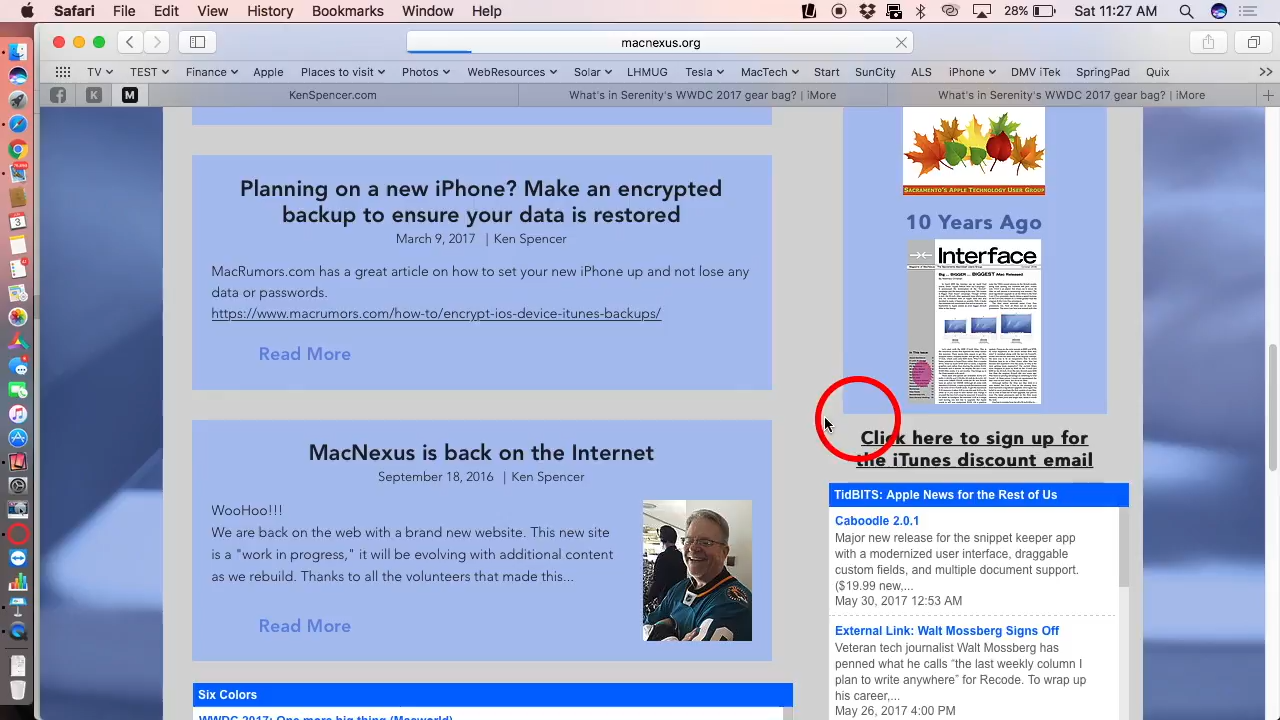 Safari File Edit View History Bookmarks Window Help 28% Sat 11:27 AM
macnexus.org
TV TEST Finance Apple Places to visit Photos WebResources Solar LHMUG Tesla MacTech Start SunCity ALS iPhone DMV iTek SpringPad Quix >>
KenSpencer.com What's in Serenity's WWDC 2017 gear bag? | iMore What's in Serenity's WWDC 2017 gear bag? | iMore
Planning on a new iPhone? Make an encrypted
backup to ensure your data is restored
March 9, 2017 | Ken Spencer
MacRumors.com has a great article on how to set your new iPhone up and not lose any
data or passwords.
https://www.macrumors.com/how-to/encrypt-ios-device-itunes-backups/
Read More
MacNexus is back on the Internet
September 18, 2016 | Ken Spencer
WooHoo!!!
We are back on the web with a brand new website. This new site
is a "work in progress," it will be evolving with additional content
as we rebuild. Thanks to all the volunteers that made this...
Read More
Six Colors
WWDC 2017: One more big thing (Macworld)
SACRAMENTO'S APPLE TECHNOLOGY USER GROUP
10 Years Ago
Interface
Big ... BIGGER ... BIGGEST Mac Released
Click here to sign up for
the iTunes discount email
TidBITS: Apple News for the Rest of Us
Caboodle 2.0.1
Major new release for the snippet keeper app
with a modernized user interface, draggable
custom fields, and multiple document support.
($19.99 new,...
May 30, 2017 12:53 AM
External Link: Walt Mossberg Signs Off
Veteran tech journalist Walt Mossberg has
penned what he calls “the last weekly column I
plan to write anywhere” for Recode. To wrap up
his career,...
May 26, 2017 4:00 PM